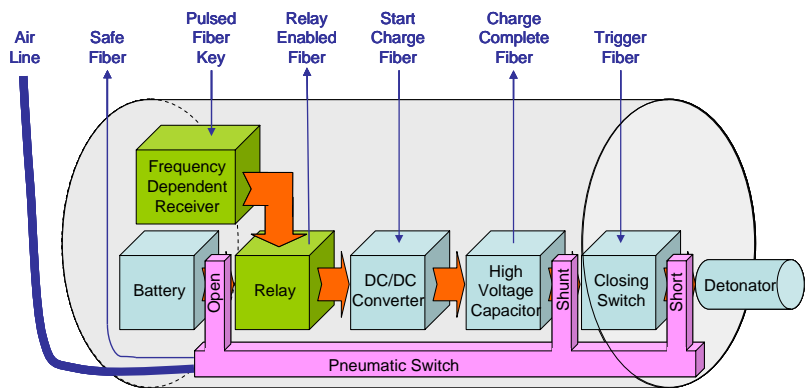 Air
Line
Safe
Fiber
Pulsed
Fiber
Key
Relay
Enabled
Fiber
Start
Charge
Fiber
Charge
Complete
Fiber
Trigger
Fiber
Frequency
Dependent
Receiver
Battery
Open
Relay
DC/DC
Converter
High
Voltage
Capacitor
Shunt
Closing
Switch
Short
Detonator
Pneumatic Switch